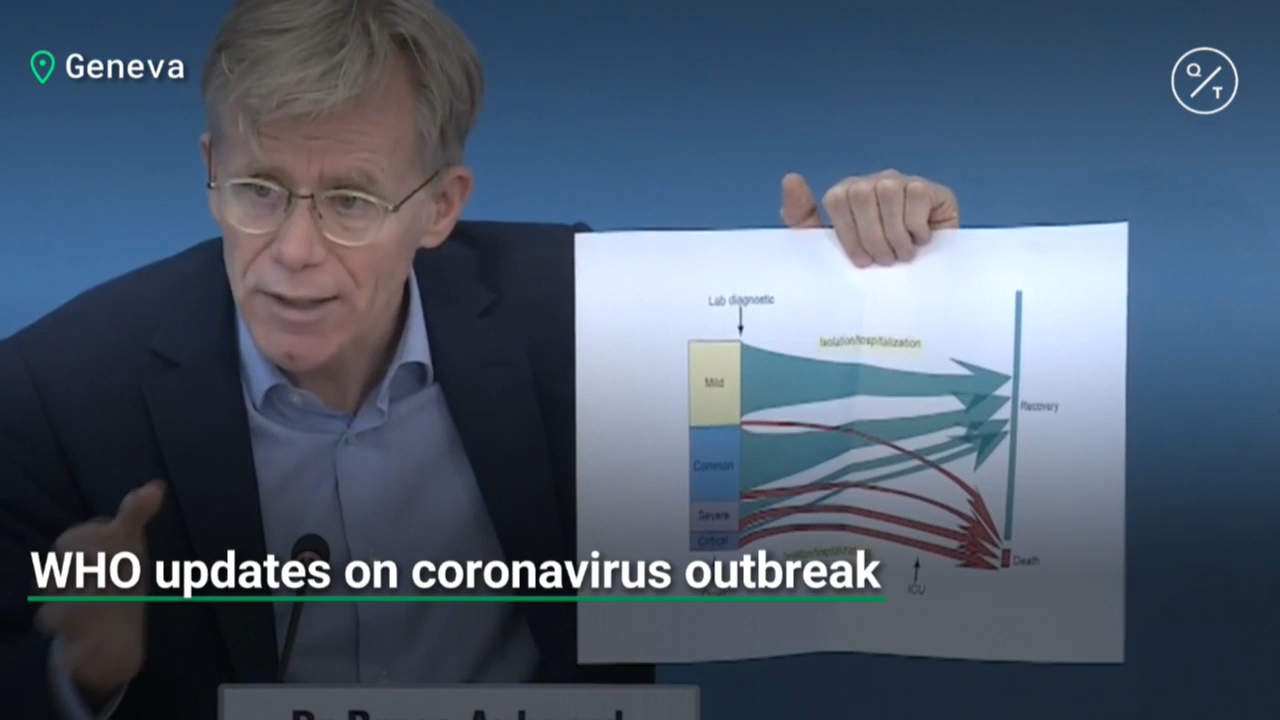 Geneva
Q
T
Lab diagnostic
Isolation/hospitalization
Mild
Recovery
Common
Severe
Critical
Death
ICU
WHO updates on coronavirus outbreak